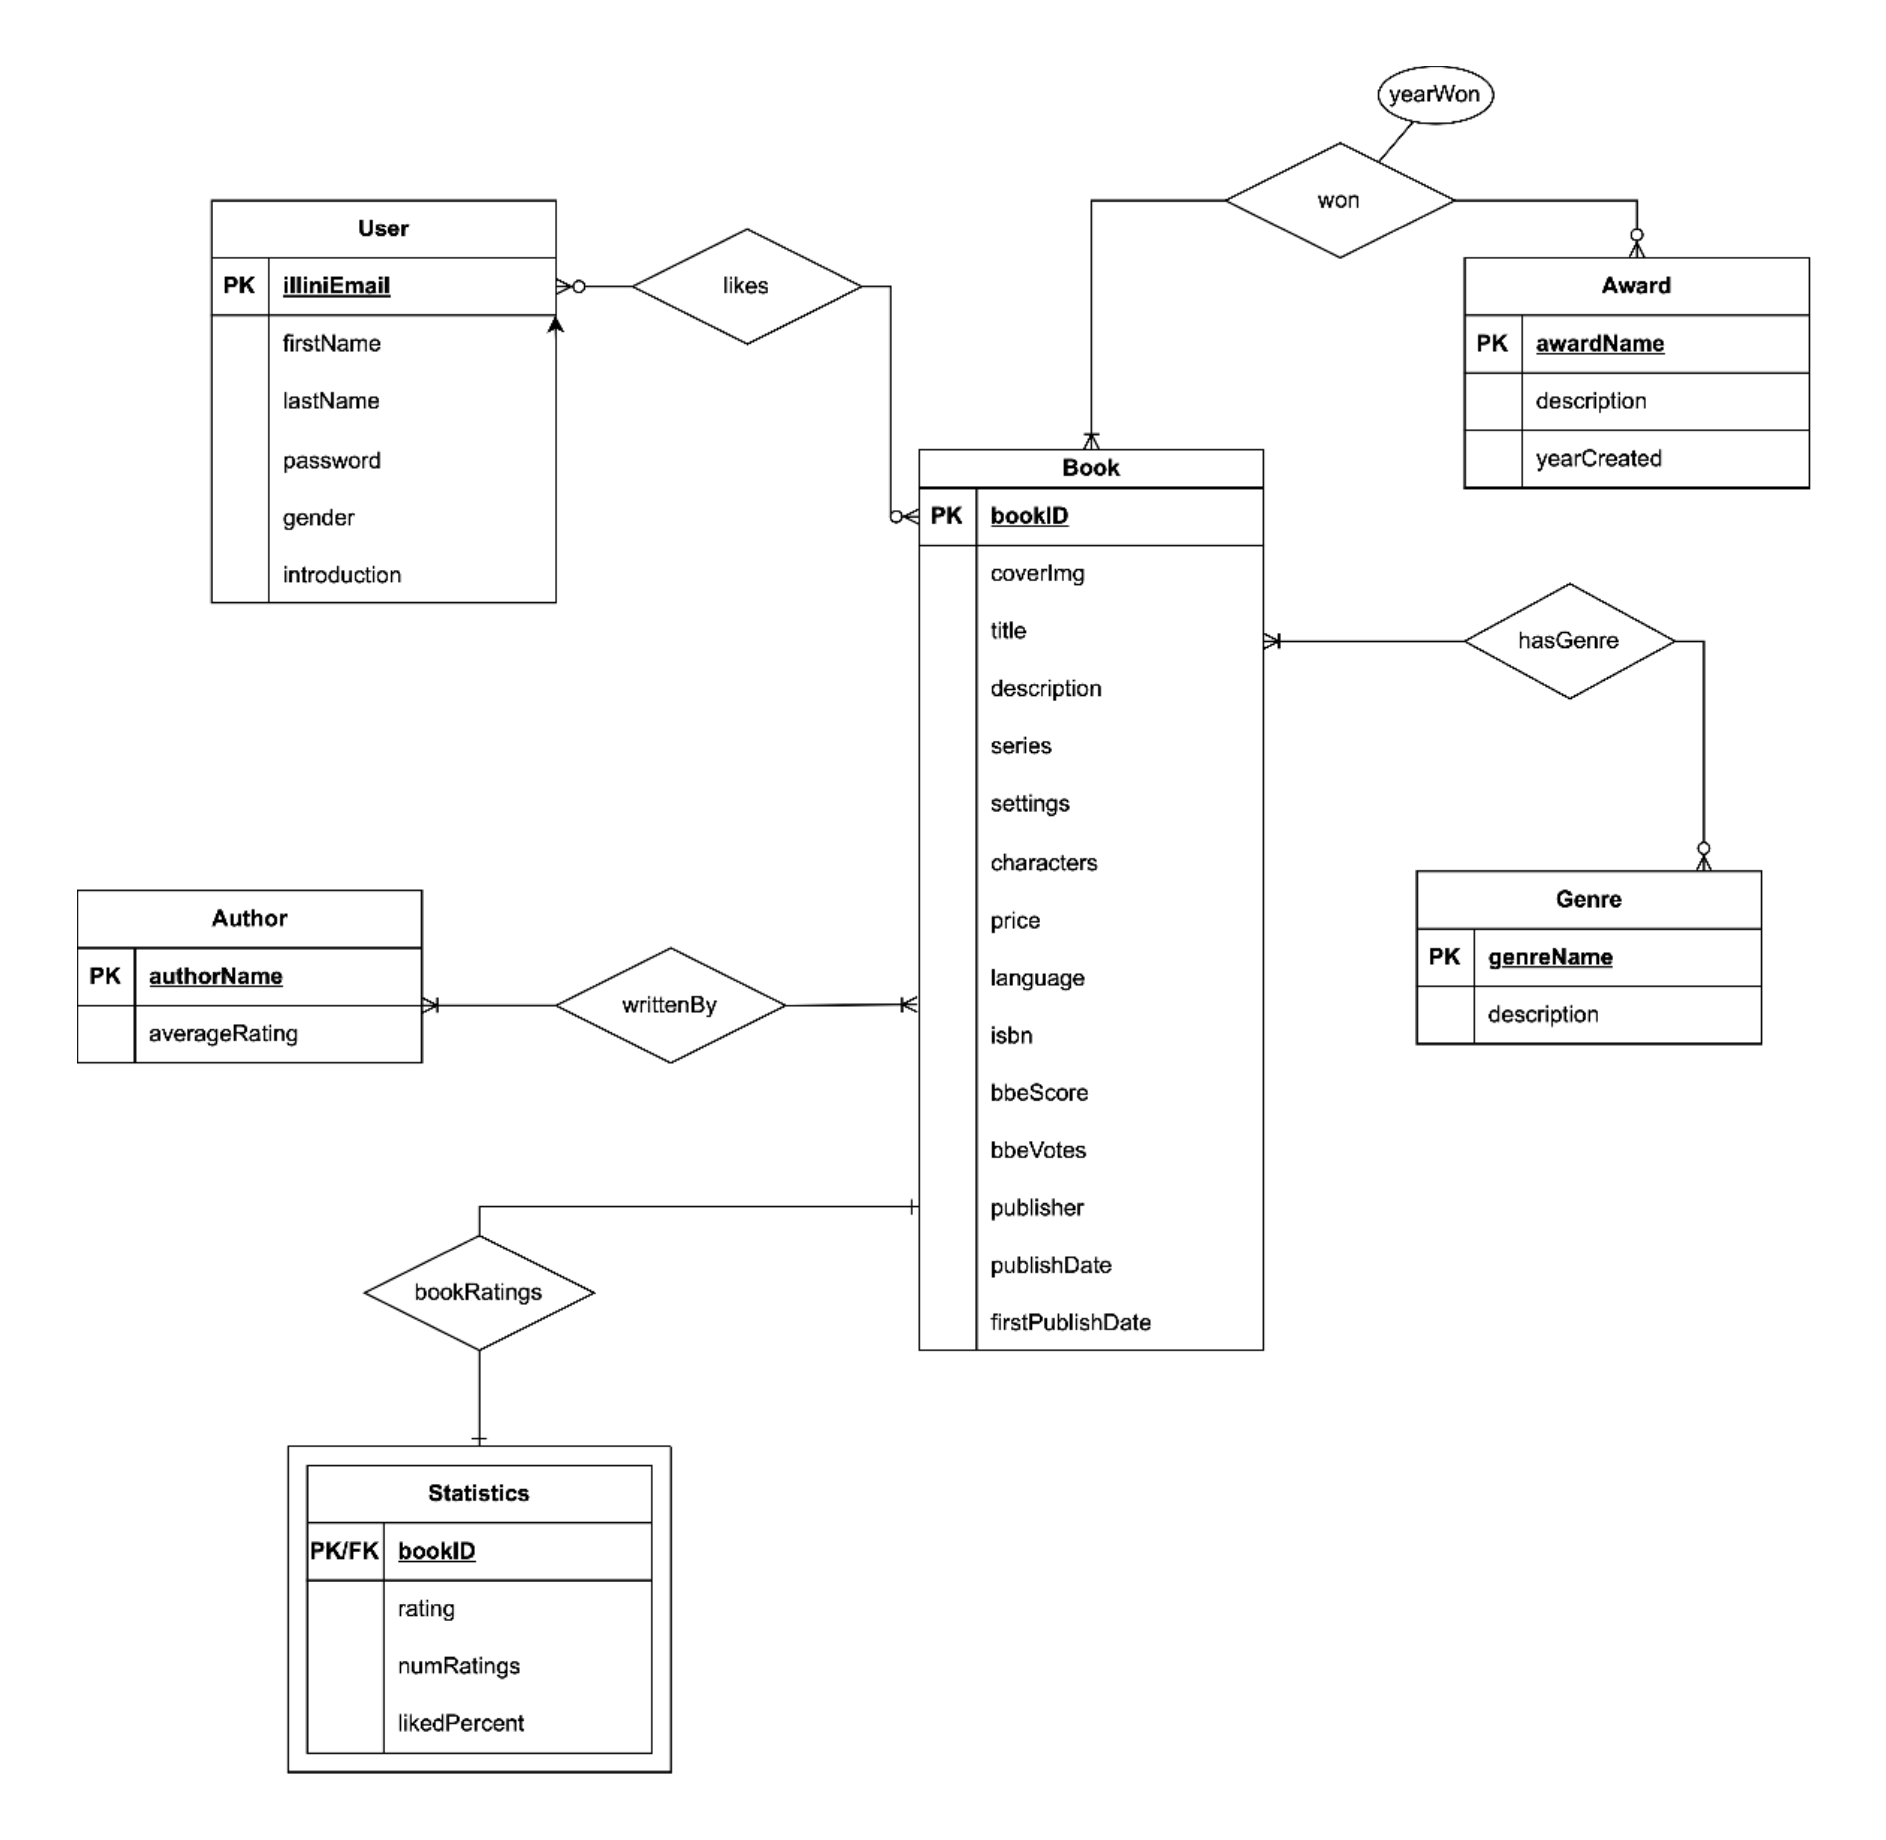 yearWon
won
User
PK illiniEmail
firstName
lastName
password
gender
introduction
likes
Award
PK awardName
description
yearCreated
Book
PK bookID
coverImg
title
description
series
settings
characters
price
language
isbn
bbeScore
bbeVotes
publisher
publishDate
firstPublishDate
hasGenre
Genre
PK genreName
description
Author
PK authorName
averageRating
writtenBy
bookRatings
Statistics
PK/FK bookID
rating
numRatings
likedPercent